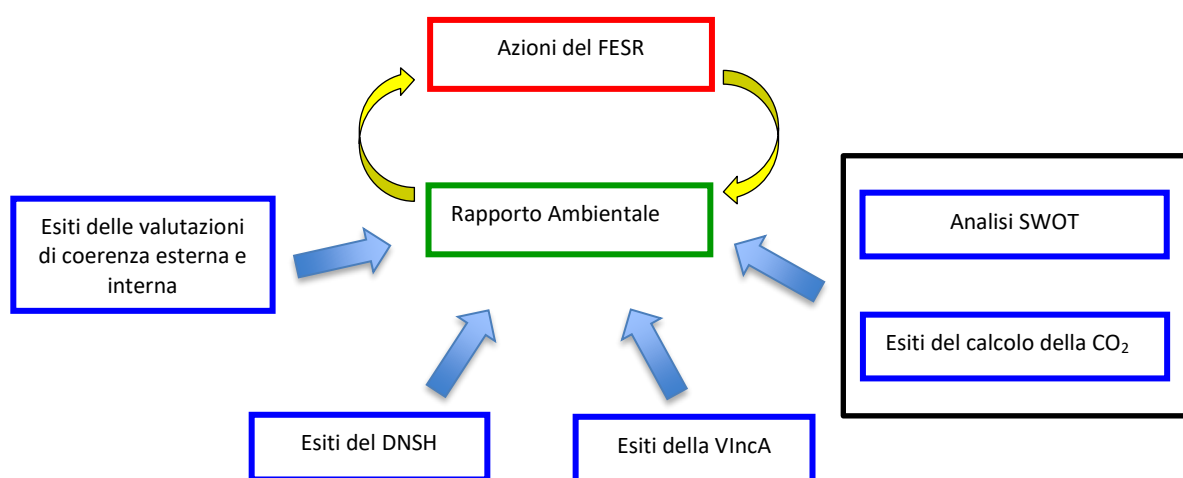 Azioni del FESR
Rapporto Ambientale
Esiti delle valutazioni
di coerenza esterna e
interna
Analisi SWOT
Esiti del calcolo della CO₂
Esiti del DNSH
Esiti della VIncA